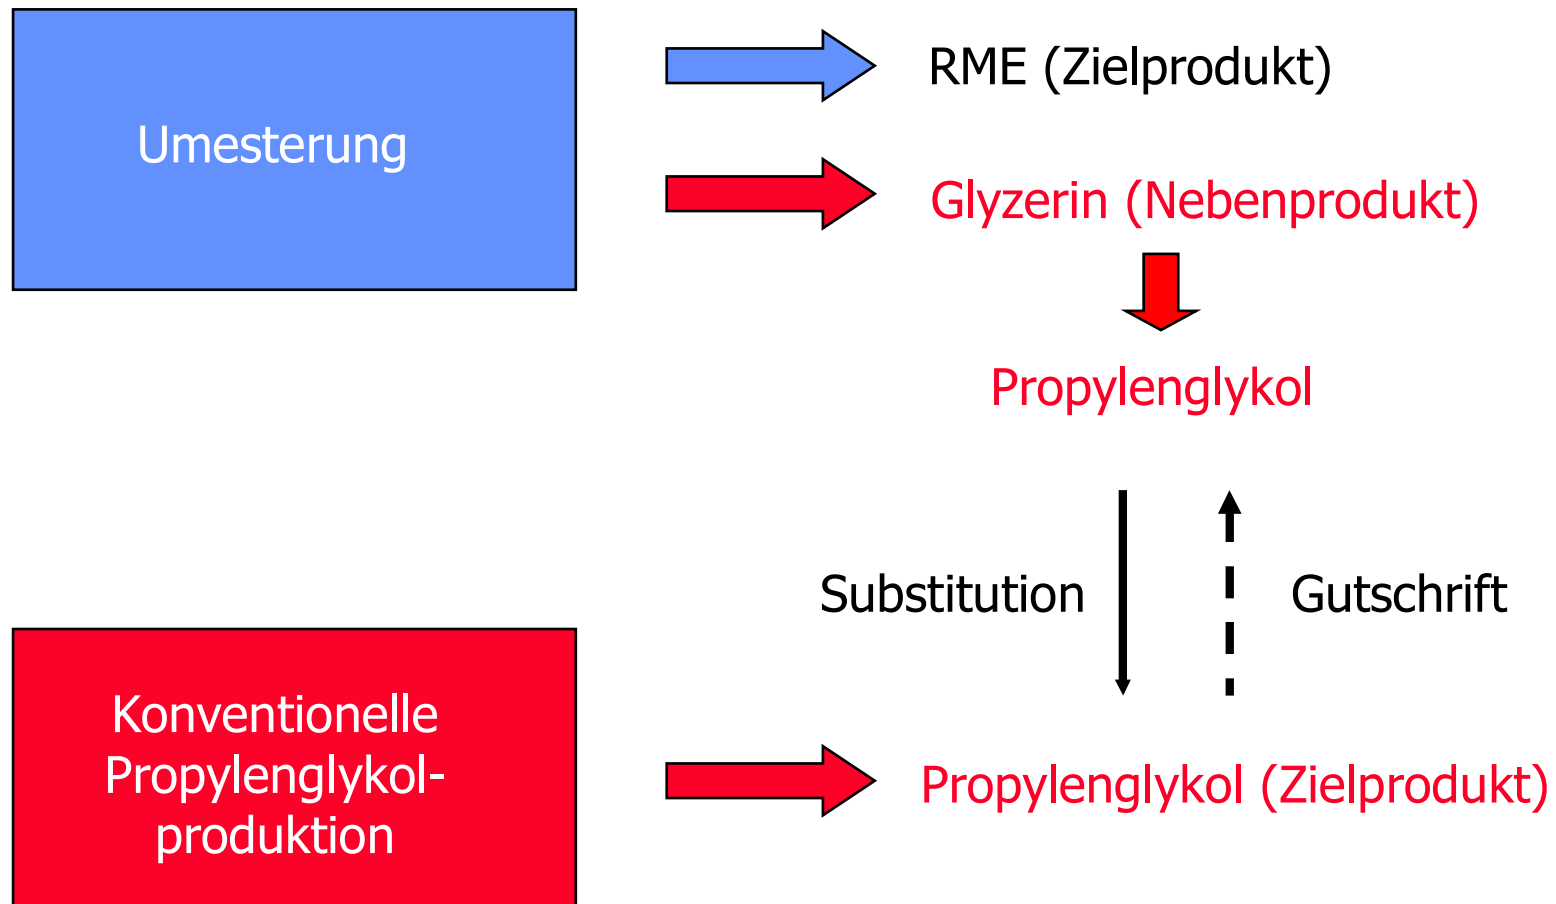 Umesterung
RME (Zielprodukt)
Glyzerin (Nebenprodukt)
Propylenglykol
Substitution
Gutschrift
Konventionelle
Propylenglykol-
produktion
Propylenglykol (Zielprodukt)